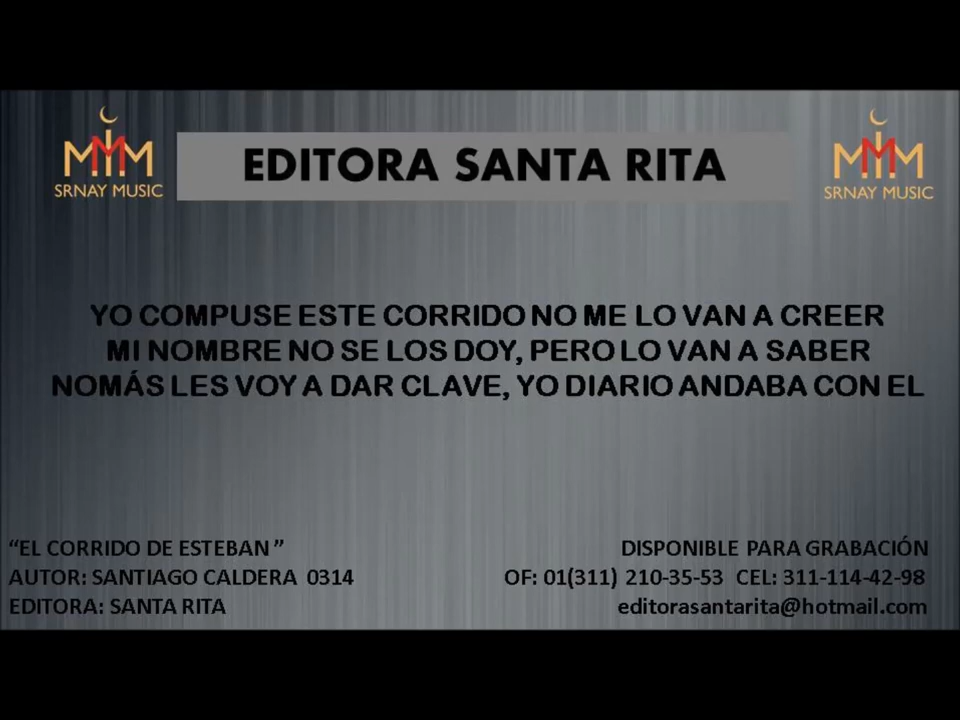 SRNAY MUSIC
EDITORA SANTA RITA
SRNAY MUSIC
YO COMPUSE ESTE CORRIDO NO ME LO VAN A CREER
MI NOMBRE NO SE LOS DOY, PERO LO VAN A SABER
NOMÁS LES VOY A DAR CLAVE, YO DIARIO ANDABA CON EL
“EL CORRIDO DE ESTEBAN ”
AUTOR: SANTIAGO CALDERA 0314
EDITORA: SANTA RITA
DISPONIBLE PARA GRABACIÓN
OF: 01(311) 210-35-53 CEL: 311-114-42-98
editorasantarita@hotmail.com